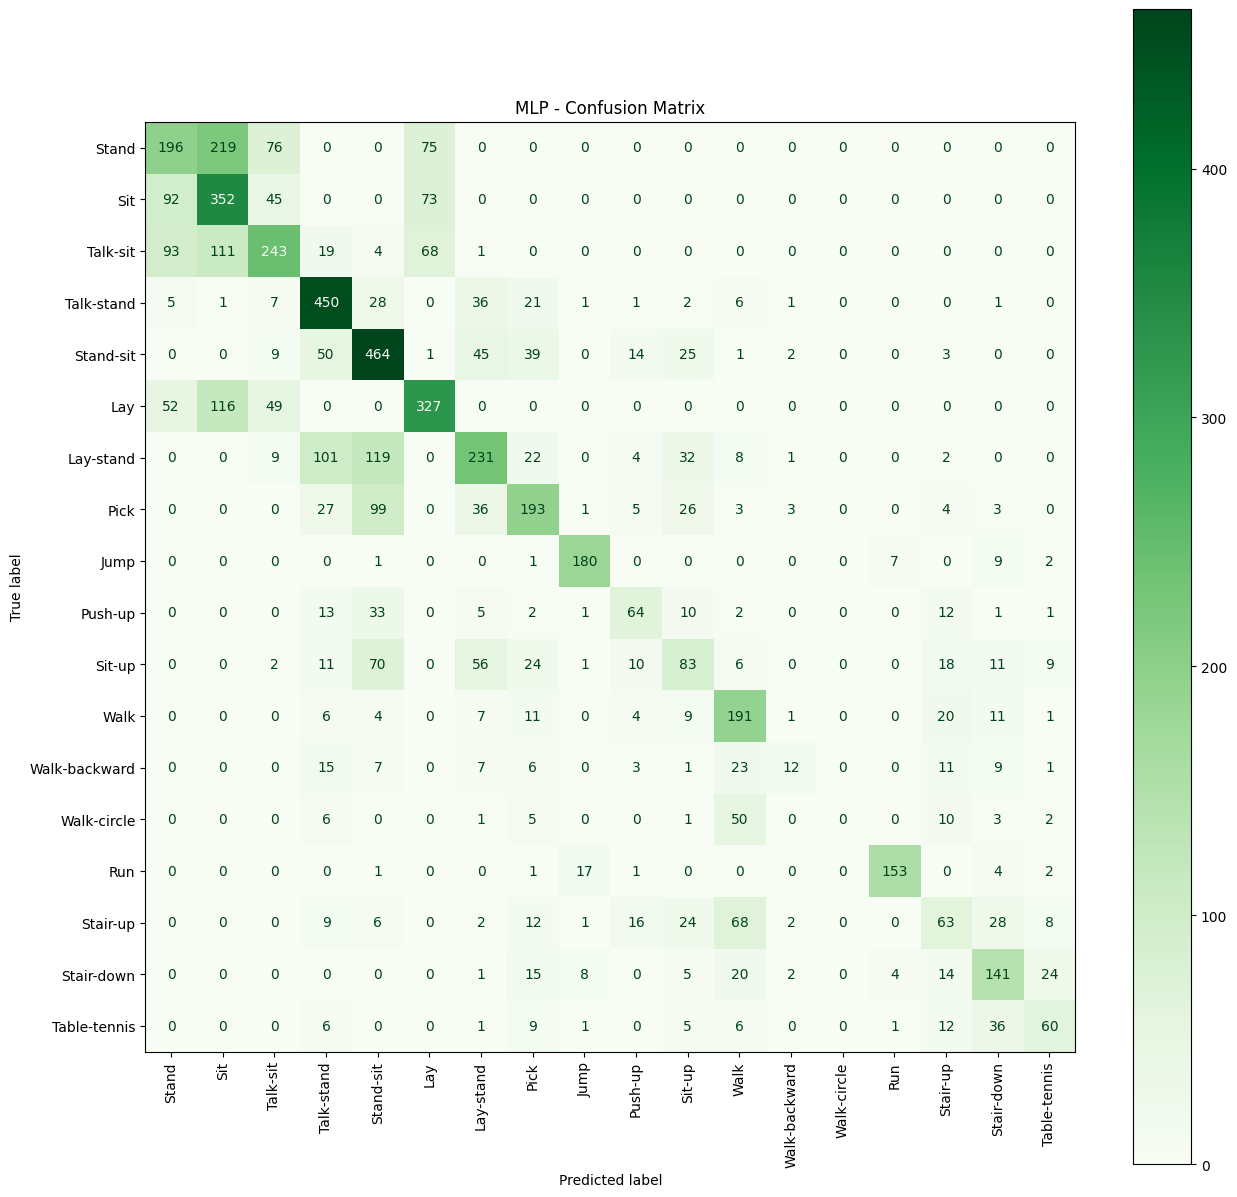 MLP - Confusion Matrix
Stand 196 219 76 0 0 75 0 0 0 0 0 0 0 0 0 0 0 0
Sit 92 352 45 0 0 73 0 0 0 0 0 0 0 0 0 0 0 0
Talk-sit 93 111 243 19 4 68 1 0 0 0 0 0 0 0 0 0 0 0
Talk-stand 5 1 7 450 28 0 36 21 1 1 2 6 1 0 0 0 1 0
Stand-sit 0 0 9 50 464 1 45 39 0 14 25 1 2 0 0 3 0 0
Lay 52 116 49 0 0 327 0 0 0 0 0 0 0 0 0 0 0 0
Lay-stand 0 0 9 101 119 0 231 22 0 4 32 8 1 0 0 2 0 0
Pick 0 0 0 27 99 0 36 193 1 5 26 3 3 0 0 4 3 0
Jump 0 0 0 0 1 0 0 1 180 0 0 0 0 0 7 0 9 2
Push-up 0 0 0 13 33 0 5 2 1 64 10 2 0 0 0 12 1 1
Sit-up 0 0 2 11 70 0 56 24 1 10 83 6 0 0 0 18 11 9
Walk 0 0 0 6 4 0 7 11 0 4 9 191 1 0 0 20 11 1
Walk-backward 0 0 0 15 7 0 7 6 0 3 1 23 12 0 0 11 9 1
Walk-circle 0 0 0 6 0 0 1 5 0 0 1 50 0 0 0 10 3 2
Run 0 0 0 0 1 0 0 1 17 1 0 0 0 0 153 0 4 2
Stair-up 0 0 0 9 6 0 2 12 1 16 24 68 2 0 0 63 28 8
Stair-down 0 0 0 0 0 0 1 15 8 0 5 20 2 0 4 14 141 24
Table-tennis 0 0 0 6 0 0 1 9 1 0 5 6 0 0 1 12 36 60
Stand Sit Talk-sit Talk-stand Stand-sit Lay Lay-stand Pick Jump Push-up Sit-up Walk Walk-backward Walk-circle Run Stair-up Stair-down Table-tennis
Predicted label
True label
400
300
200
100
0